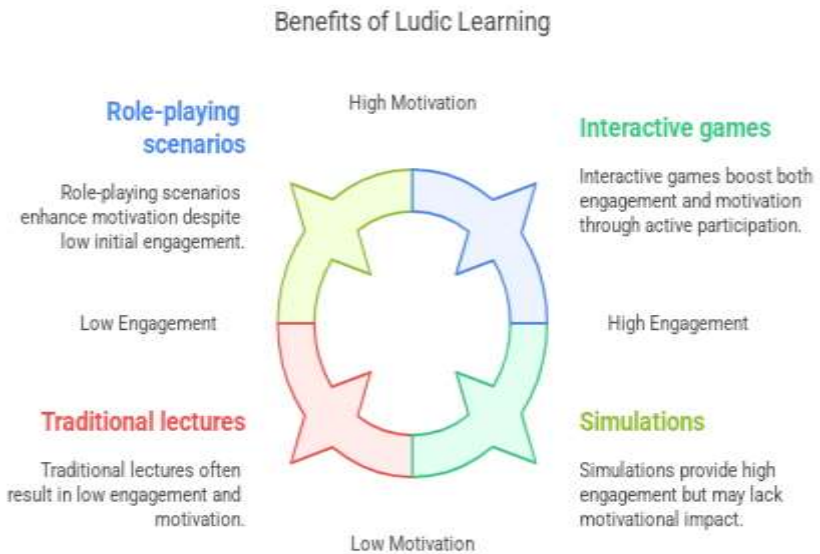 Benefits of Ludic Learning
High Motivation
Role-playing
scenarios
Role-playing scenarios
enhance motivation despite
low initial engagement.
Interactive games
Interactive games boost both
engagement and motivation
through active participation.
Low Engagement
High Engagement
Traditional lectures
Traditional lectures often
result in low engagement and
motivation.
Simulations
Simulations provide high
engagement but may lack
motivational impact.
Low Motivation